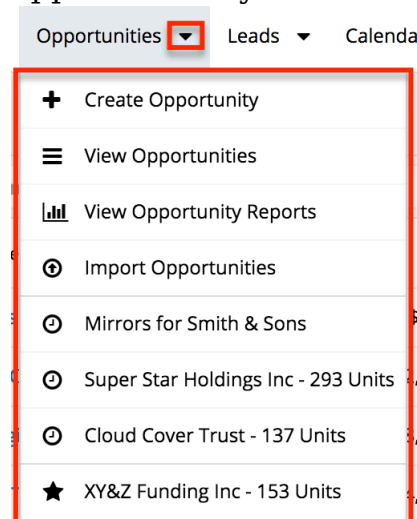 Opportunities Leads Calenda
Create Opportunity
View Opportunities
View Opportunity Reports
Import Opportunities
Mirrors for Smith & Sons
Super Star Holdings Inc - 293 Units
Cloud Cover Trust - 137 Units
XY&Z Funding Inc - 153 Units